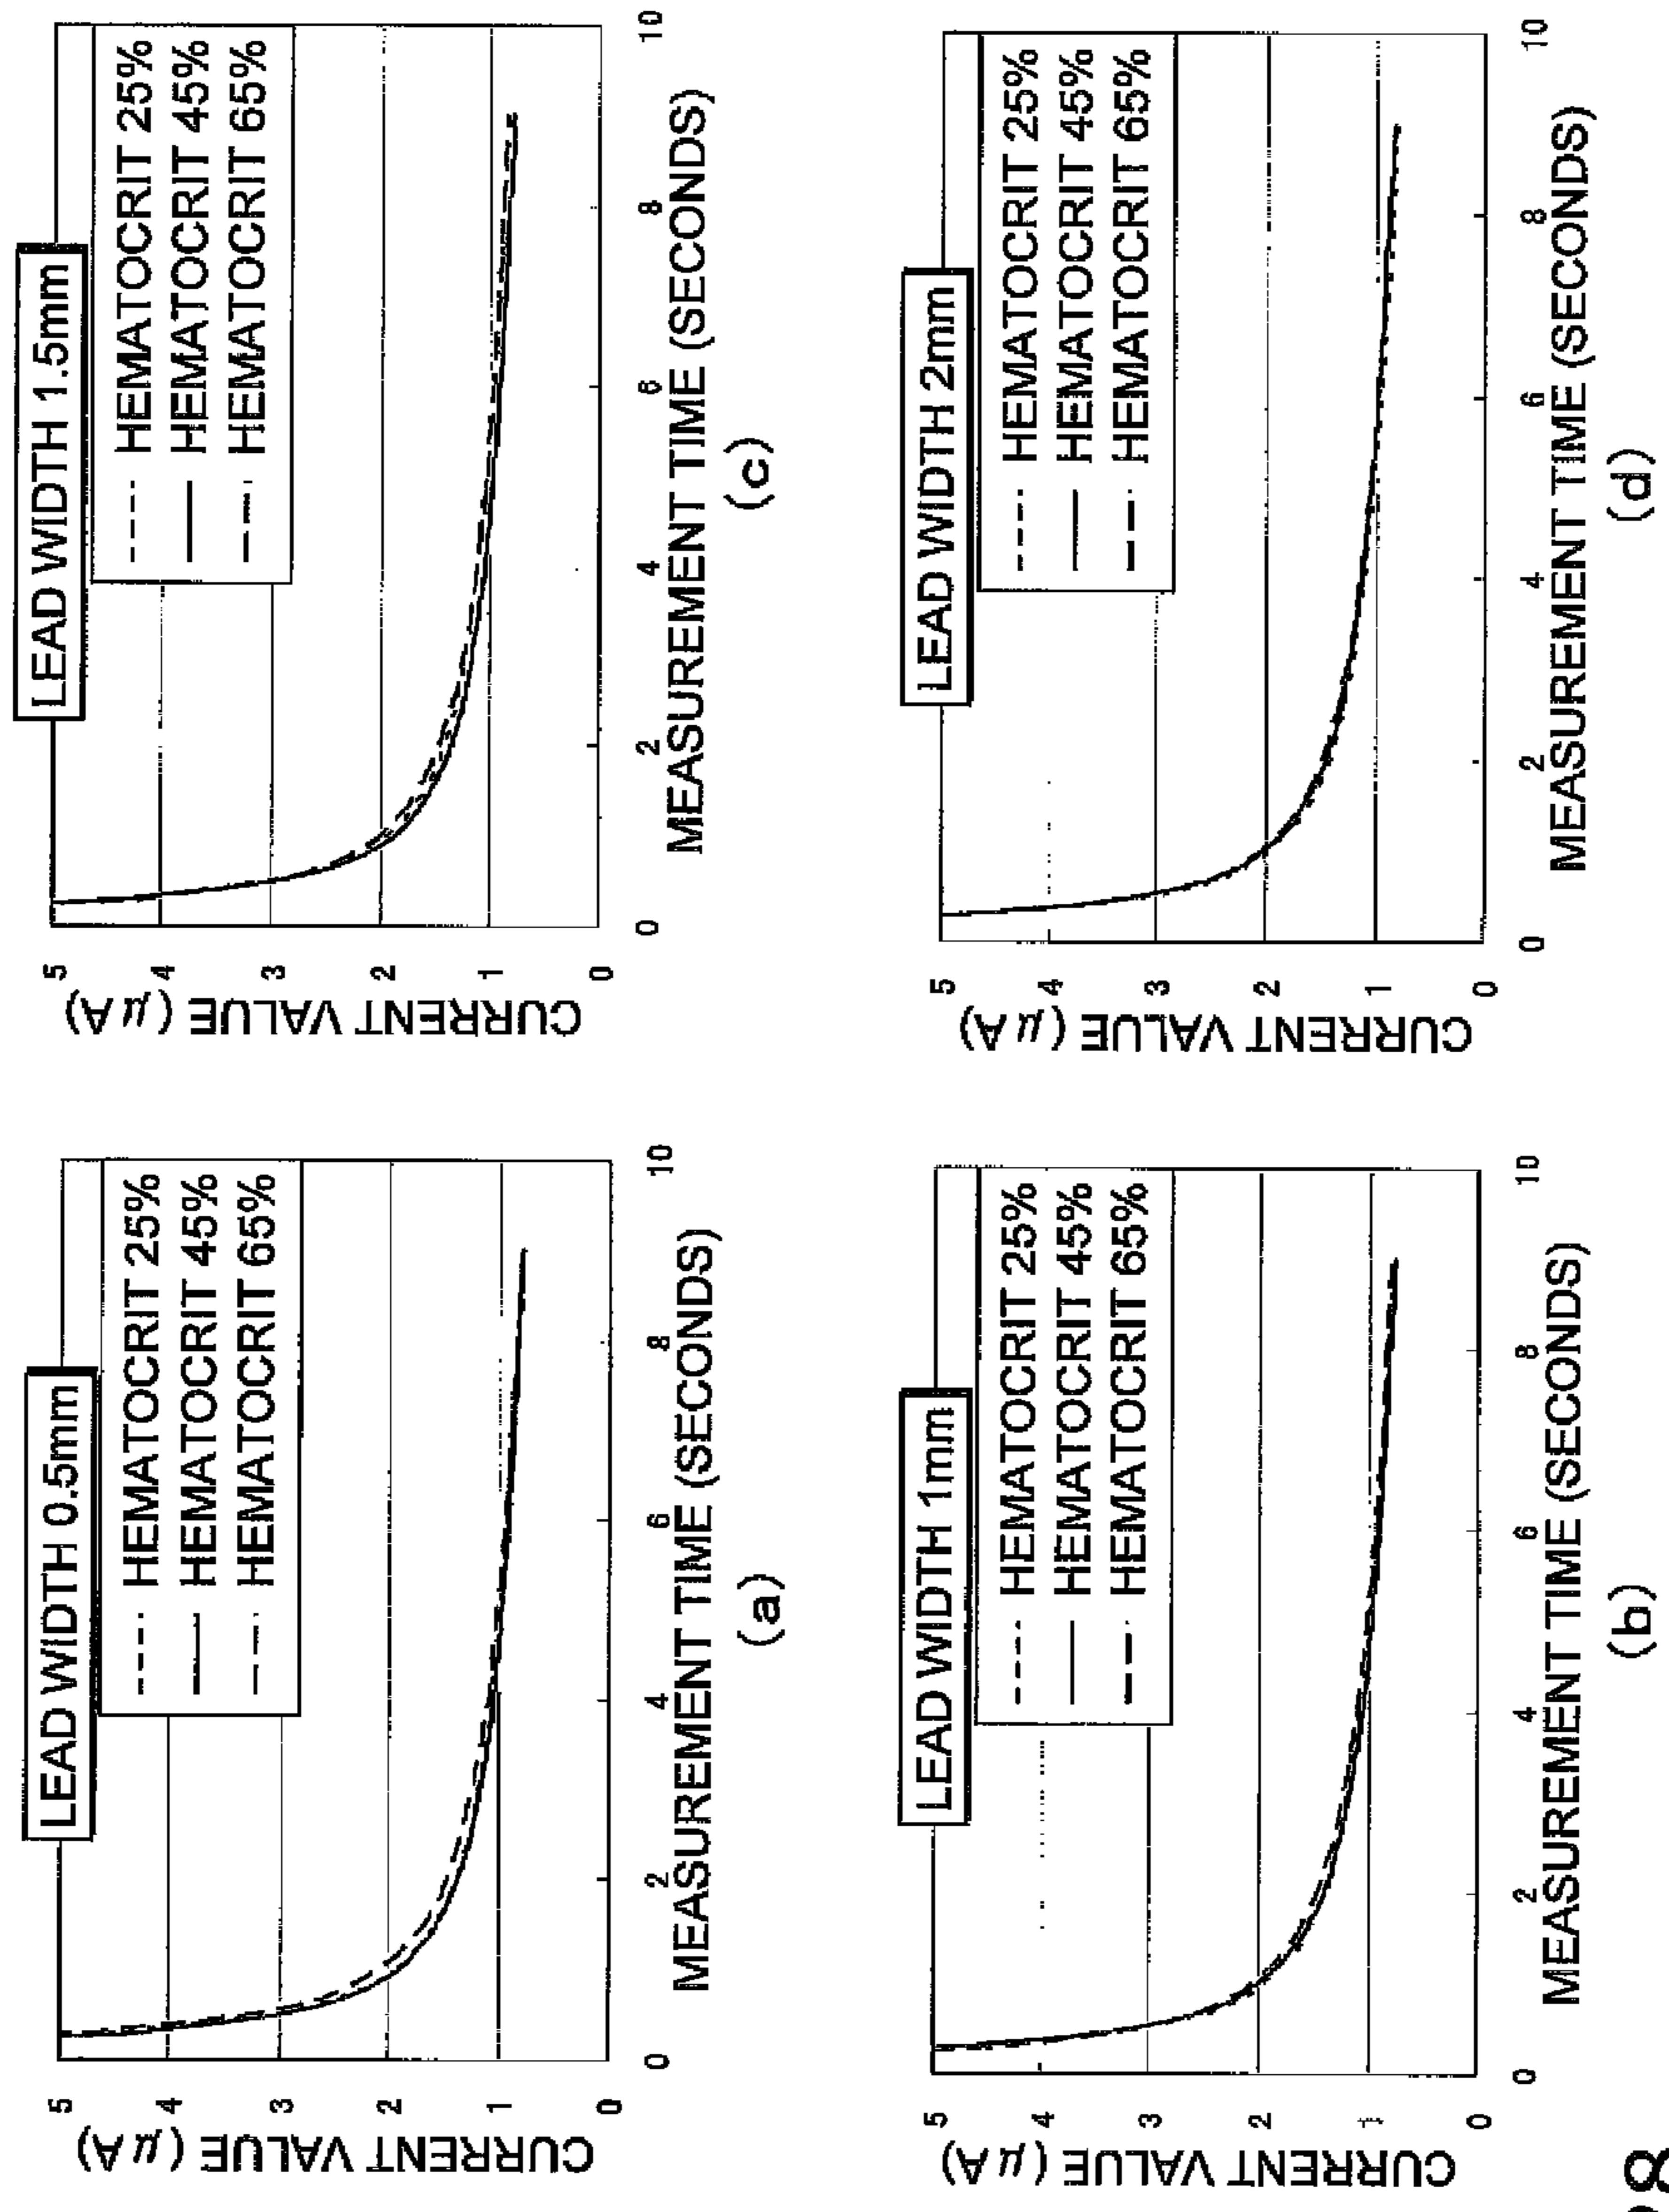 LEAD WIDTH 0.5mm
HEMATOCRIT 25%
HEMATOCRIT 45%
HEMATOCRIT 65%
CURRENT VALUE (μA)
5
4
3
2
1
0
0 2 4 6 8 10
MEASUREMENT TIME (SECONDS)
(a)
LEAD WIDTH 1.5mm
HEMATOCRIT 25%
HEMATOCRIT 45%
HEMATOCRIT 65%
CURRENT VALUE (μA)
5
4
3
2
1
0
0 2 4 6 8 10
MEASUREMENT TIME (SECONDS)
(c)
LEAD WIDTH 1mm
HEMATOCRIT 25%
HEMATOCRIT 45%
HEMATOCRIT 65%
CURRENT VALUE (μA)
5
4
3
2
1
0
0 2 4 6 8 10
MEASUREMENT TIME (SECONDS)
(b)
LEAD WIDTH 2mm
HEMATOCRIT 25%
HEMATOCRIT 45%
HEMATOCRIT 65%
CURRENT VALUE (μA)
5
4
3
2
1
0
0 2 4 6 8 10
MEASUREMENT TIME (SECONDS)
(d)